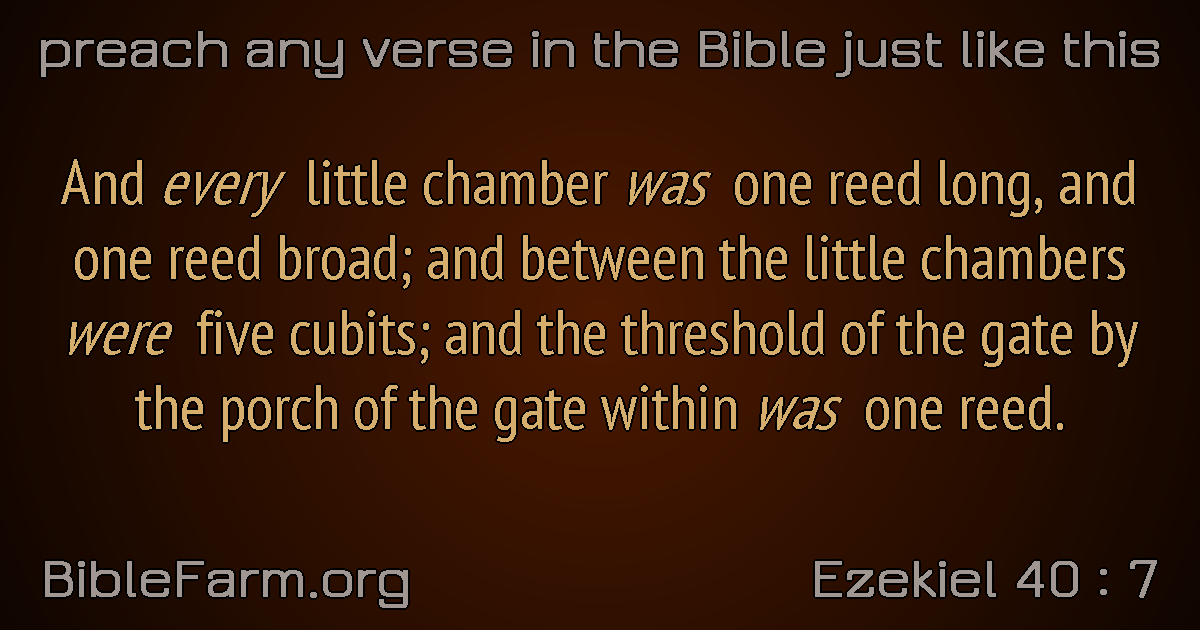 preach any verse in the Bible just like this
And every little chamber was one reed long, and
one reed broad; and between the little chambers
were five cubits; and the threshold of the gate by
the porch of the gate within was one reed.
BibleFarm.org
Ezekiel 40 : 7